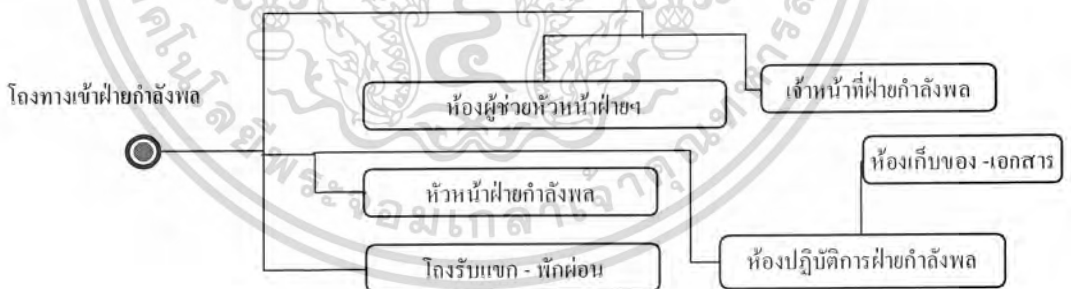 โถงทางเข้าฝ่ายกำลังพล
ห้องผู้ช่วยหัวหน้าฝ่ายฯ
เจ้าหน้าที่ฝ่ายกำลังพล
ห้องเก็บของ -เอกสาร
หัวหน้าฝ่ายกำลังพล
โถงรับแขก - พักผ่อน
ห้องปฏิบัติการฝ่ายกำลังพล